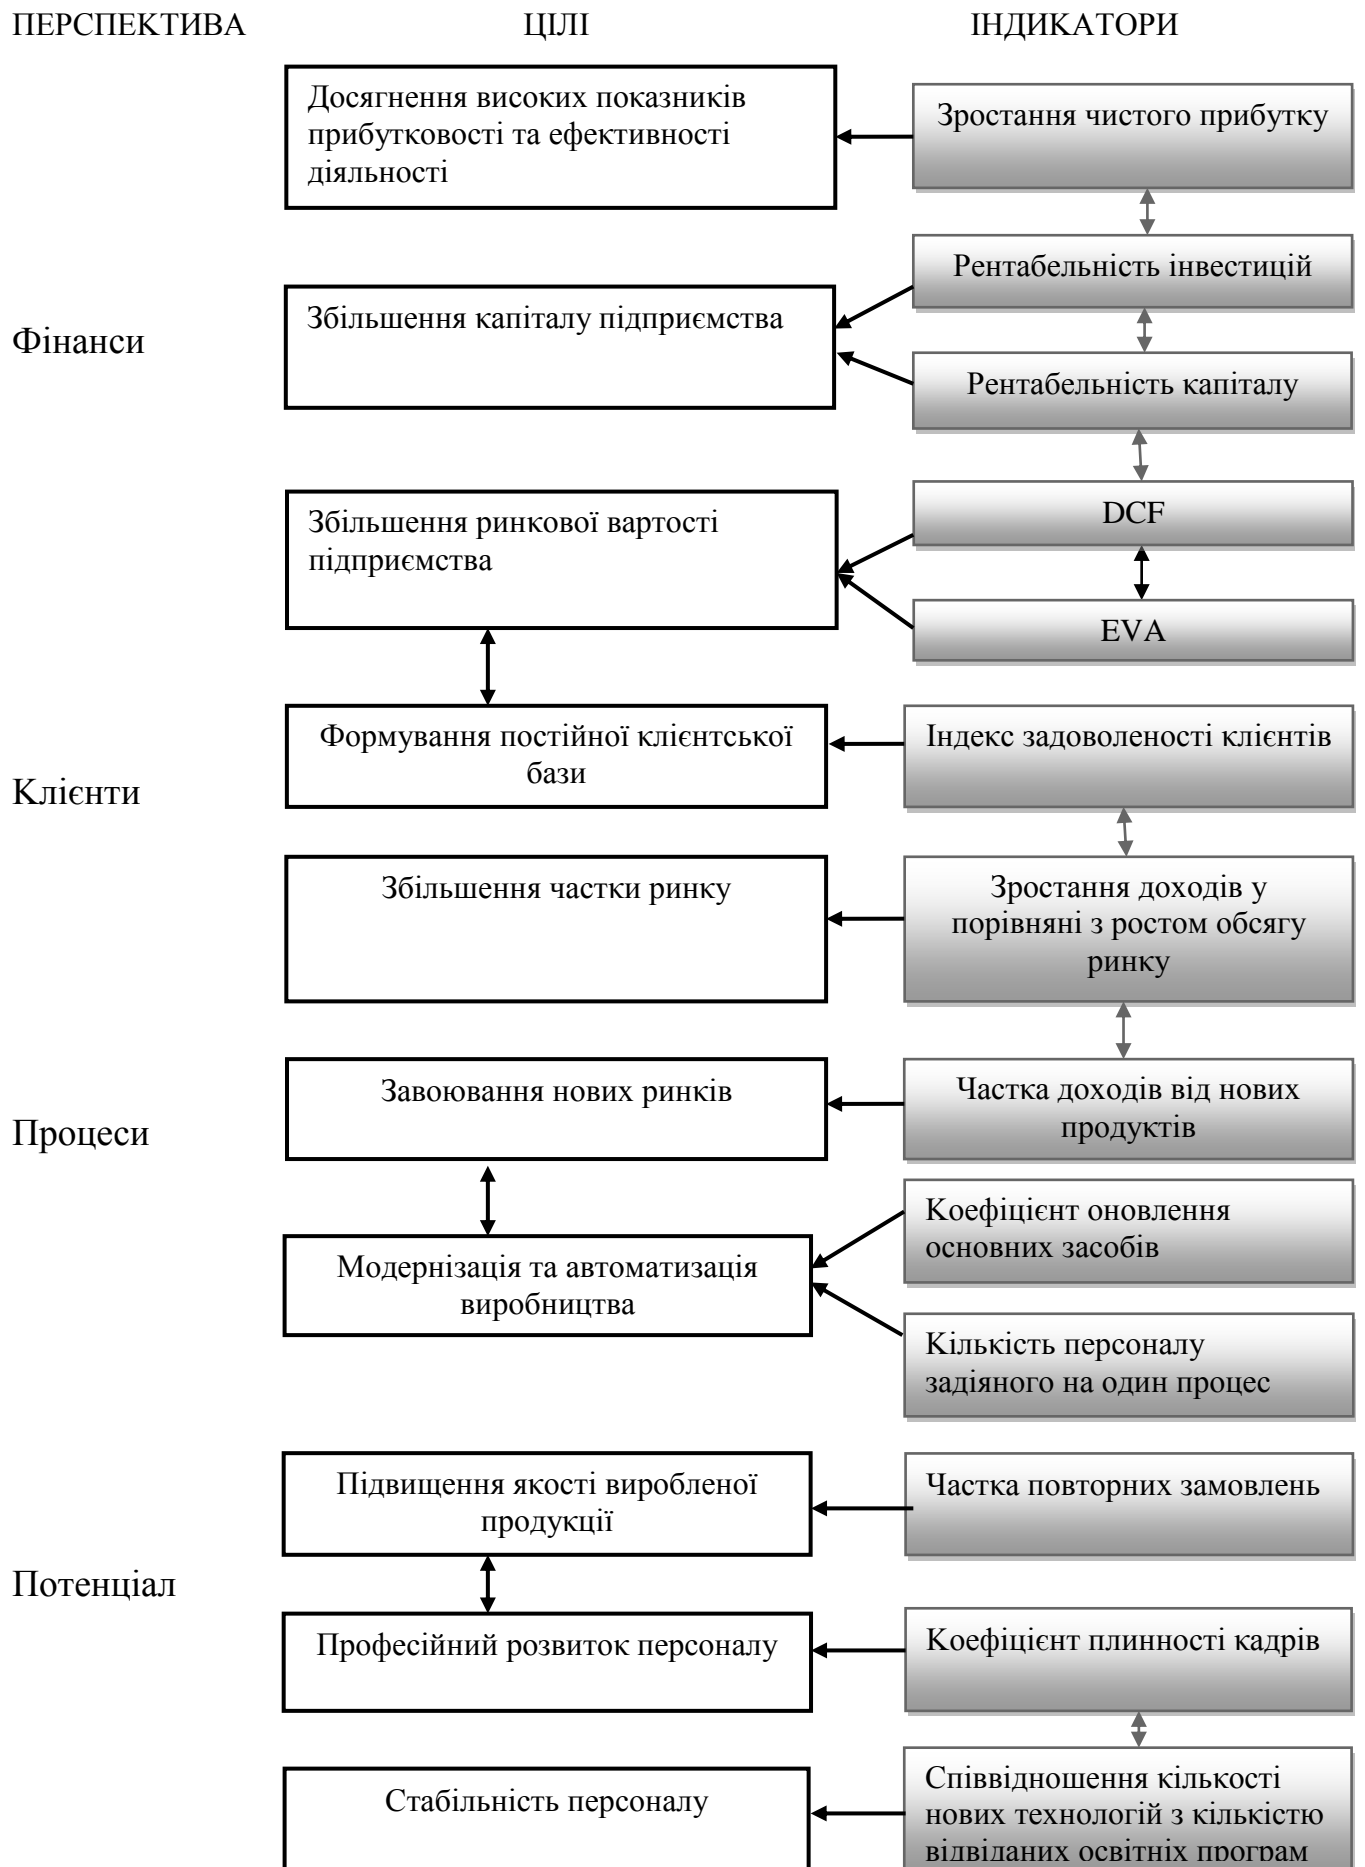 ПЕРСПЕКТИВА
ЦІЛІ
ІНДИКАТОРИ
Досягнення високих показників
прибутковості та ефективності
діяльності
Зростання чистого прибутку
Рентабельність інвестицій
Фінанси
Збільшення капіталу підприємства
Рентабельність капіталу
Збільшення ринкової вартості
підприємства
DCF
EVA
Клієнти
Формування постійної клієнтської
бази
Індекс задоволеності клієнтів
Збільшення частки ринку
Зростання доходів у
порівняні з ростом обсягу
ринку
Процеси
Завоювання нових ринків
Частка доходів від нових
продуктів
Модернізація та автоматизація
виробництва
Коефіцієнт оновлення
основних засобів
Кількість персоналу
задіяного на один процес
Потенціал
Підвищення якості виробленої
продукції
Частка повторних замовлень
Професійний розвиток персоналу
Коефіцієнт плинності кадрів
Стабільність персоналу
Співвідношення кількості
нових технологій з кількістю
відвіданих освітніх програм